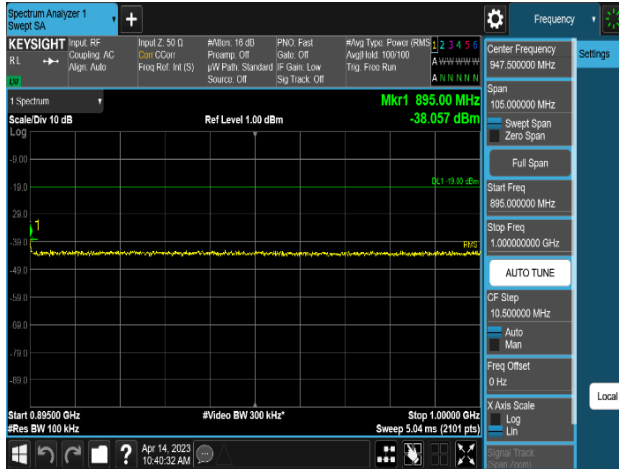 Spectrum Analyzer 1
Swept SA
+
Frequency
Settings
KEYSIGHT
RL
Input: RF
Coupling: AC
Align: Auto
Input Z: 50 Ω
Corr CCorr
Freq Ref: Int (S)
#Atten: 16 dB
Preamp: Off
µW Path: Standard
Source: Off
PNO: Fast
Gate: Off
IF Gain: Low
Sig Track: Off
#Avg Type: Power (RMS
Avg|Hold: 100/100
Trig: Free Run
1 2 3 4 5 6
A W W W W W
A N N N N N
1 Spectrum
Mkr1 895.00 MHz
-38.057 dBm
Scale/Div 10 dB
Ref Level 1.00 dBm
Log
-9.00
-19.0
-29.0
-39.0
-49.0
-59.0
-69.0
-79.0
-89.0
DL1 -19.00 dBm
1
RMS
Start 0.89500 GHz
#Video BW 300 kHz*
Stop 1.00000 GHz
#Res BW 100 kHz
Sweep 5.04 ms (2101 pts)
Center Frequency
947.500000 MHz
Span
105.000000 MHz
Swept Span
Zero Span
Full Span
Start Freq
895.000000 MHz
Stop Freq
1.000000000 GHz
AUTO TUNE
CF Step
10.500000 MHz
Auto
Man
Freq Offset
0 Hz
X Axis Scale
Log
Lin
Signal Track
(Span Zoom)
Local
?
Apr 14, 2023
10:40:32 AM